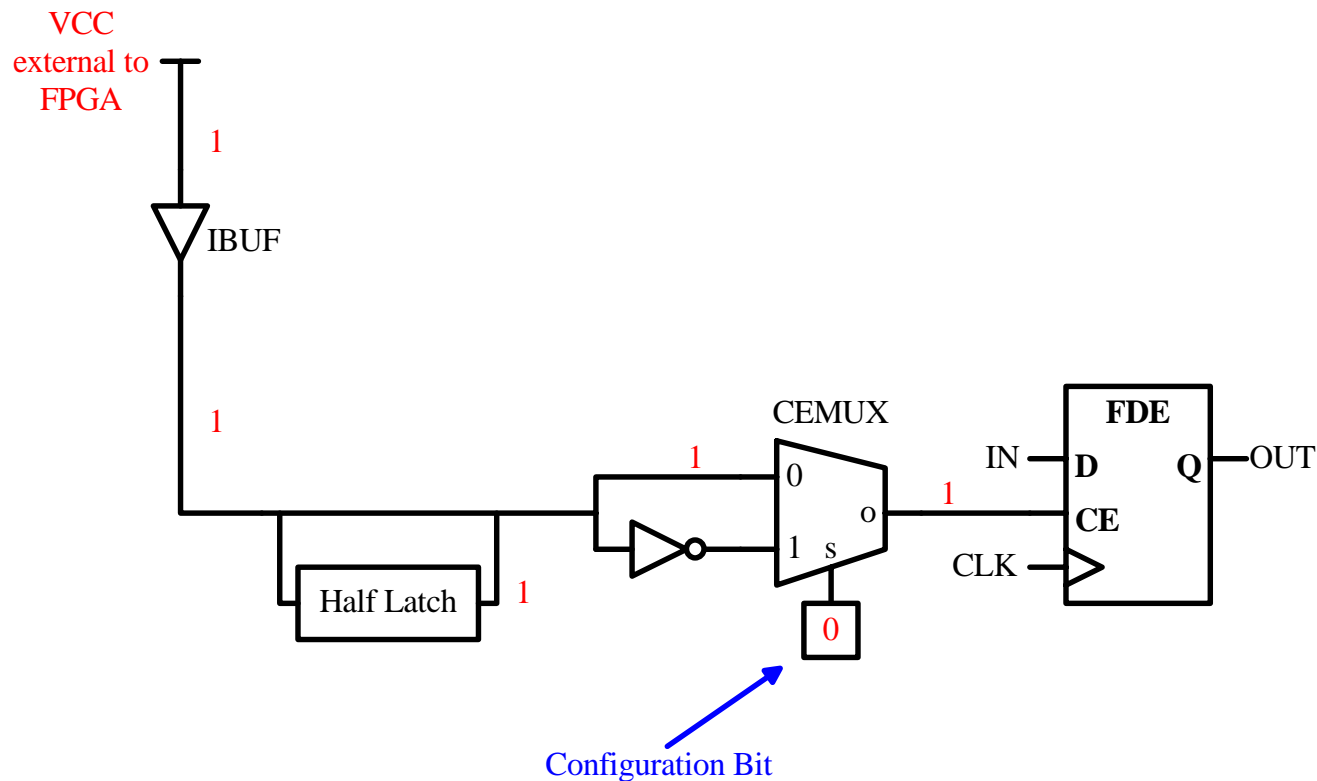 VCC
external to
FPGA
1
IBUF
1
CEMUX
1
0
1
s
o
1
0
Half Latch
1
FDE
IN
D
Q
OUT
CE
CLK
Configuration Bit